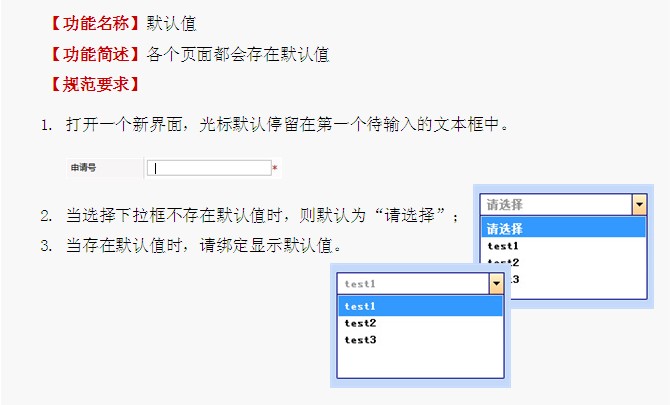 【功能名称】默认值
【功能简述】各个页面都会存在默认值
【规范要求】
1. 打开一个新界面，光标默认停留在第一个待输入的文本框中。
申请号 *
2. 当选择下拉框不存在默认值时，则默认为“请选择”；
3. 当存在默认值时，请绑定显示默认值。
请选择
请选择
test1
test2
3
test1
test1
test2
test3